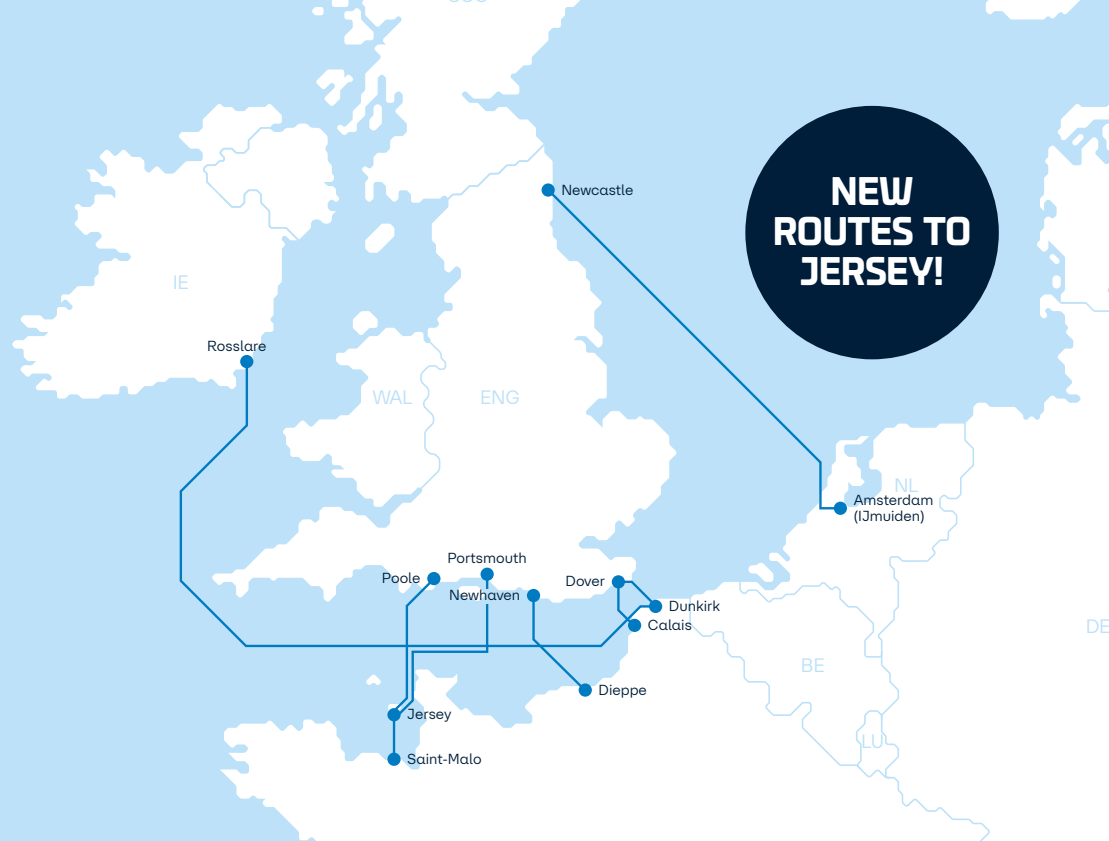 Newcastle
NEW
ROUTES TO
JERSEY!
IE
Rosslare
WAL
ENG
NL
Amsterdam
(IJmuiden)
Portsmouth
Poole
Newhaven
Dover
Dunkirk
Calais
DE
BE
Dieppe
Jersey
LU
Saint-Malo